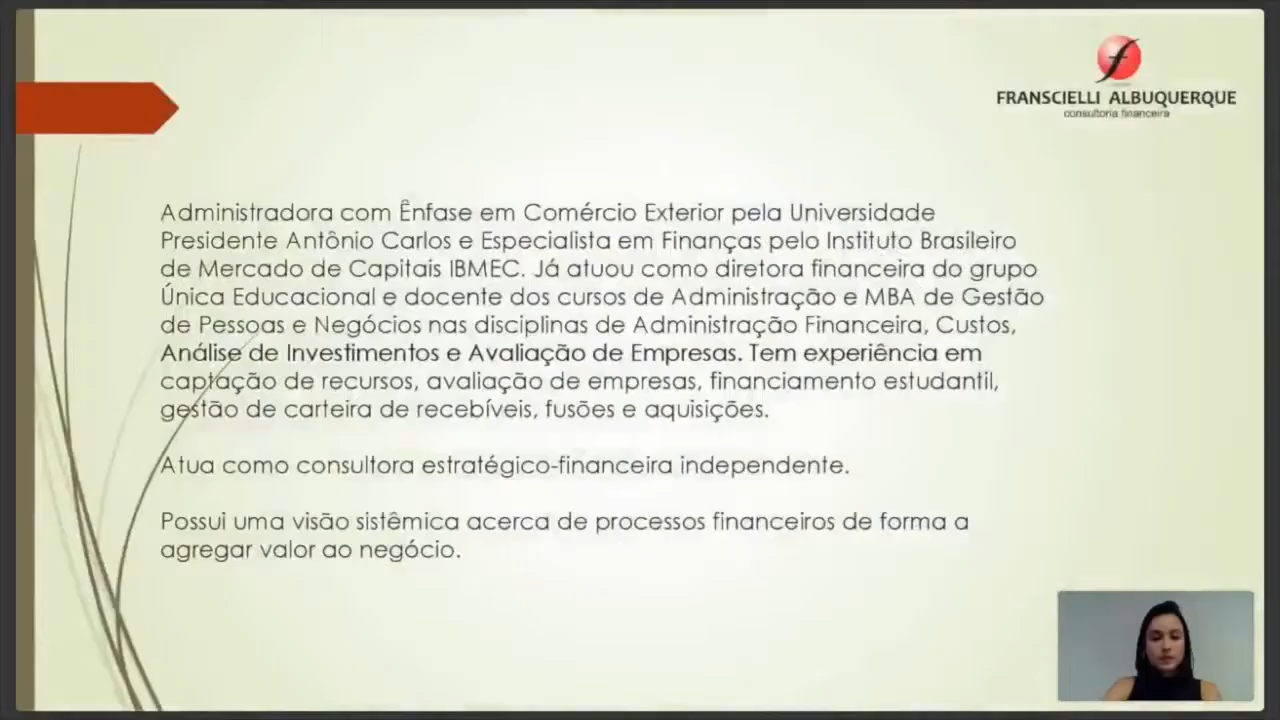 FRANSCIELLI ALBUQUERQUE
consultoria financeira
Administradora com Ênfase em Comércio Exterior pela Universidade
Presidente Antônio Carlos e Especialista em Finanças pelo Instituto Brasileiro
de Mercado de Capitais IBMEC. Já atuou como diretora financeira do grupo
Única Educacional e docente dos cursos de Administração e MBA de Gestão
de Pessoas e Negócios nas disciplinas de Administração Financeira, Custos,
Análise de Investimentos e Avaliação de Empresas. Tem experiência em
captação de recursos, avaliação de empresas, financiamento estudantil,
gestão de carteira de recebíveis, fusões e aquisições.
Atua como consultora estratégico-financeira independente.
Possui uma visão sistêmica acerca de processos financeiros de forma a
agregar valor ao negócio.